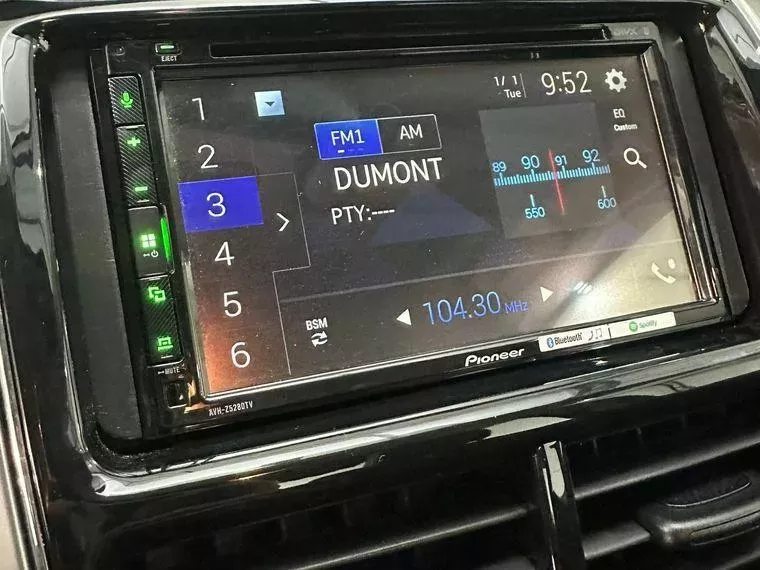 EJECT
DIVX
1/ 1
Tue
9:52
EQ
Custom
1
2
3
4
5
6
FM1
AM
DUMONT
PTY:----
89 90 91 92
550 600
BSM
104.30 MHz
Pioneer
Bluetooth
Spotify
MUTE
AVH-Z5280TV